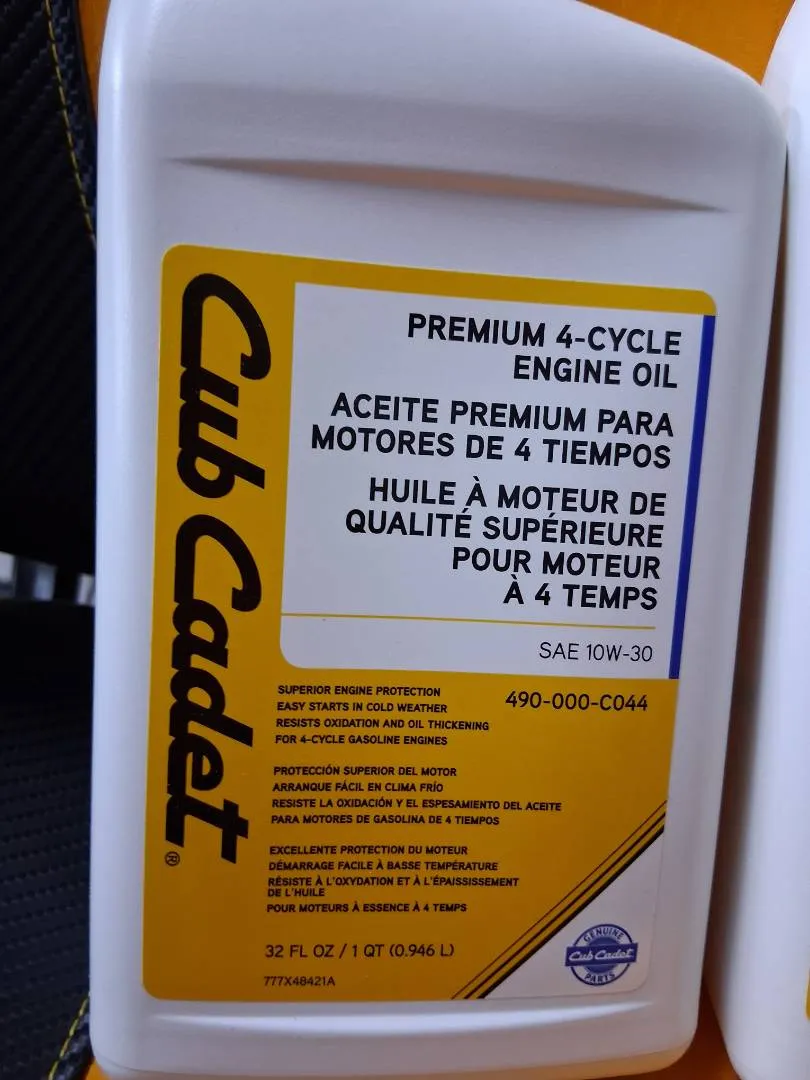 Cub Cadet®
PREMIUM 4-CYCLE
ENGINE OIL
ACEITE PREMIUM PARA
MOTORES DE 4 TIEMPOS
HUILE À MOTEUR DE
QUALITÉ SUPÉRIEURE
POUR MOTEUR
À 4 TEMPS
SAE 10W-30
490-000-C044
SUPERIOR ENGINE PROTECTION
EASY STARTS IN COLD WEATHER
RESISTS OXIDATION AND OIL THICKENING
FOR 4-CYCLE GASOLINE ENGINES
PROTECCIÓN SUPERIOR DEL MOTOR
ARRANQUE FÁCIL EN CLIMA FRÍO
RESISTE LA OXIDACIÓN Y EL ESPESAMIENTO DEL ACEITE
PARA MOTORES DE GASOLINA DE 4 TIEMPOS
EXCELLENTE PROTECTION DU MOTEUR
DÉMARRAGE FACILE À BASSE TEMPÉRATURE
RÉSISTE À L'OXYDATION ET À L'ÉPAISSISSEMENT
DE L'HUILE
POUR MOTEURS À ESSENCE À 4 TEMPS
32 FL OZ / 1 QT (0.946 L)
777X48421A
GENUINE
Cub Cadet
PARTS